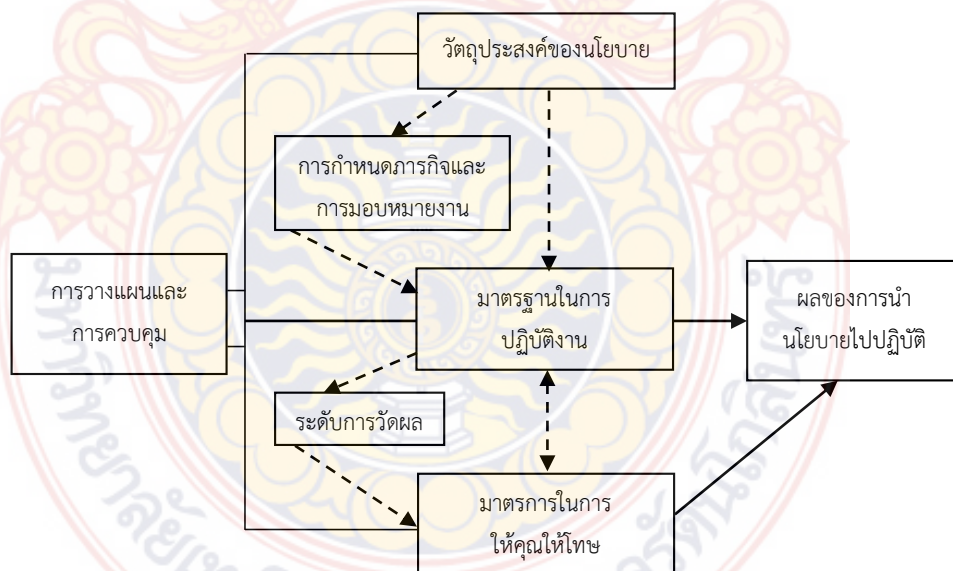 วัตถุประสงค์ของนโยบาย
การกำหนดภารกิจและ
การมอบหมายงาน
การวางแผนและ
การควบคุม
มาตรฐานในการ
ปฏิบัติงาน
ผลของการนำ
นโยบายไปปฏิบัติ
ระดับการวัดผล
มาตรการในการ
ให้คุณให้โทษ